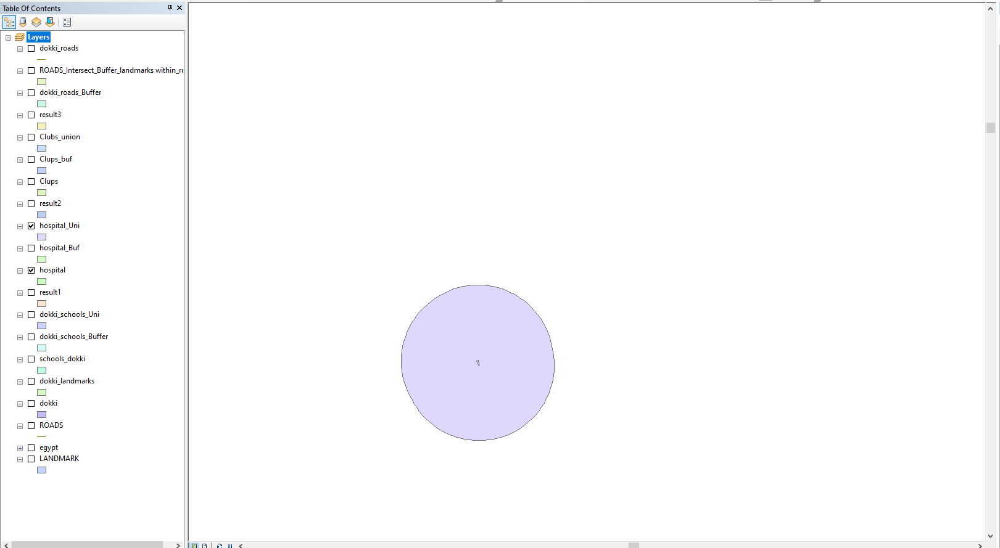 Table Of Contents
Layers
dokki_roads
ROADS_Intersect_Buffer_landmarks within_ro
dokki_roads_Buffer
result3
Clubs_union
Clups_buf
Clups
result2
hospital_Uni
hospital_Buf
hospital
result1
dokki_schools_Uni
dokki_schools_Buffer
schools_dokki
dokki_landmarks
dokki
ROADS
egypt
LANDMARK